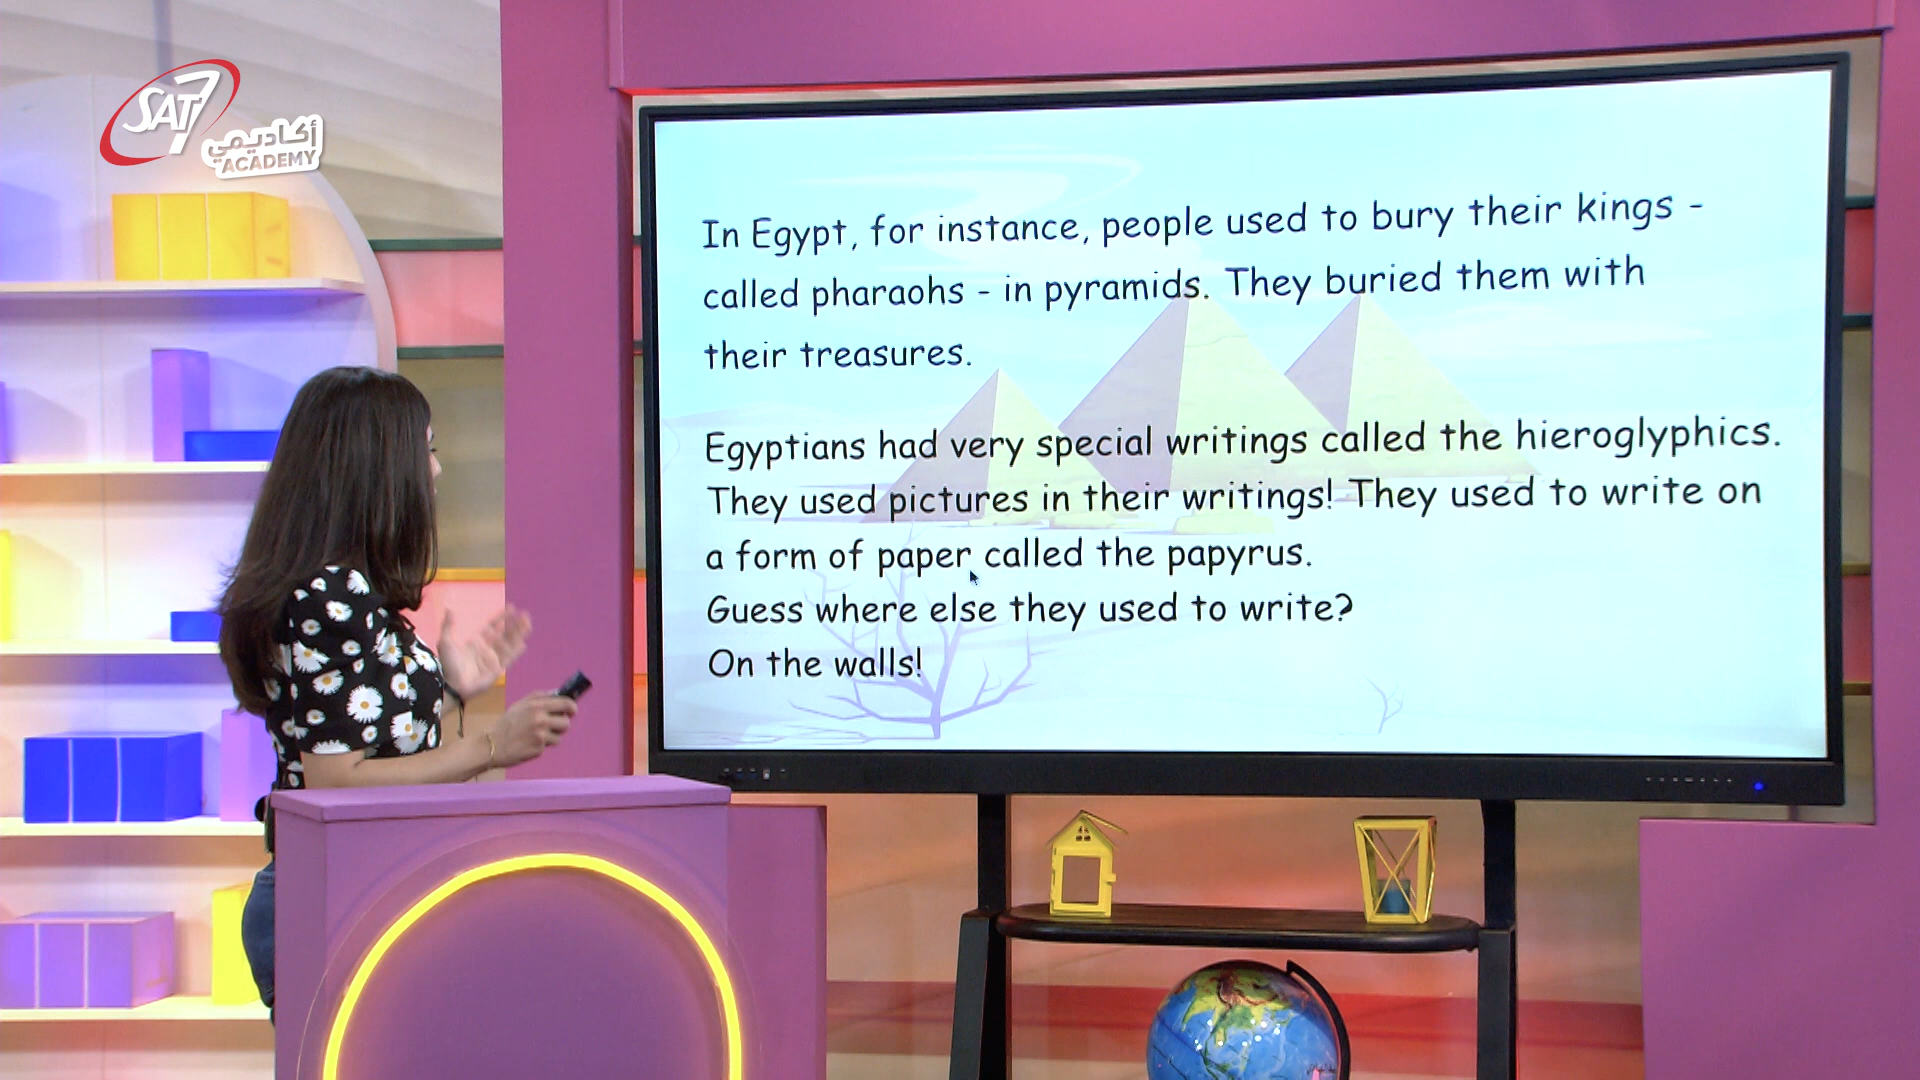 SAT7
أكاديمي
ACADEMY
In Egypt, for instance, people used to bury their kings -
called pharaohs - in pyramids. They buried them with
their treasures.
Egyptians had very special writings called the hieroglyphics.
They used pictures in their writings! They used to write on
a form of paper called the papyrus.
Guess where else they used to write?
On the walls!